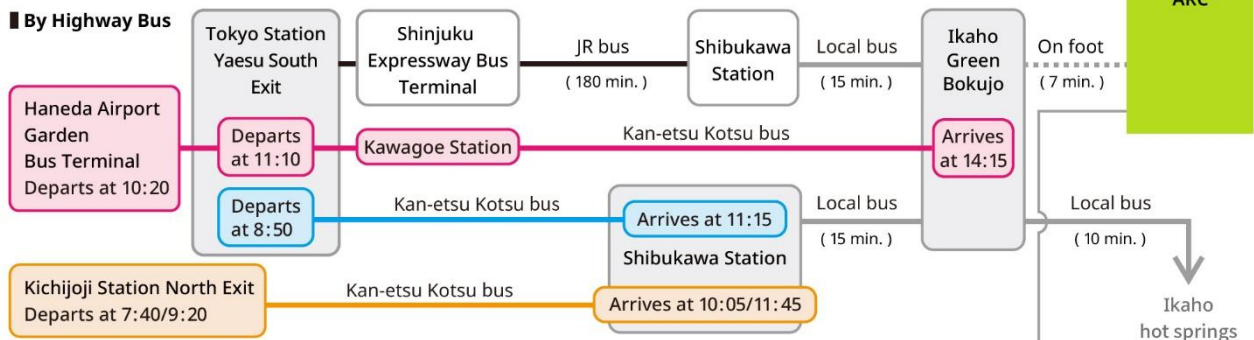 By Highway Bus
ARC
Tokyo Station
Yaesu South
Exit
Shinjuku
Expressway Bus
Terminal
JR bus
( 180 min. )
Shibukawa
Station
Local bus
( 15 min. )
Ikaho
Green
Bokujo
On foot
( 7 min. )
Haneda Airport
Garden
Bus Terminal
Departs at 10:20
Departs
at 11:10
Kawagoe Station
Kan-etsu Kotsu bus
Arrives
at 14:15
Departs
at 8:50
Kan-etsu Kotsu bus
Arrives at 11:15
Shibukawa Station
Local bus
( 15 min. )
Local bus
( 10 min. )
Kichijoji Station North Exit
Departs at 7:40/9:20
Kan-etsu Kotsu bus
Arrives at 10:05/11:45
Ikaho
hot springs